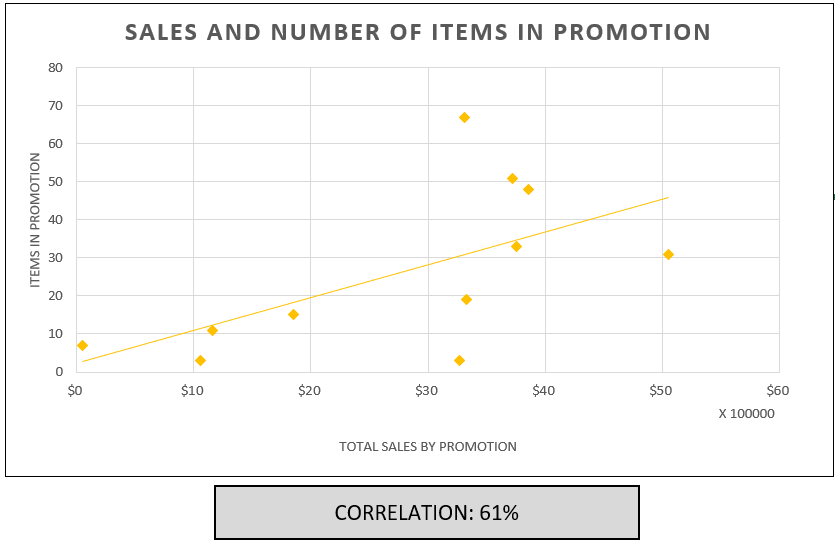 SALES AND NUMBER OF ITEMS IN PROMOTION
80
70
60
50
40
30
20
10
0
ITEMS IN PROMOTION
$0 $10 $20 $30 $40 $50 $60
X 100000
TOTAL SALES BY PROMOTION
CORRELATION: 61%